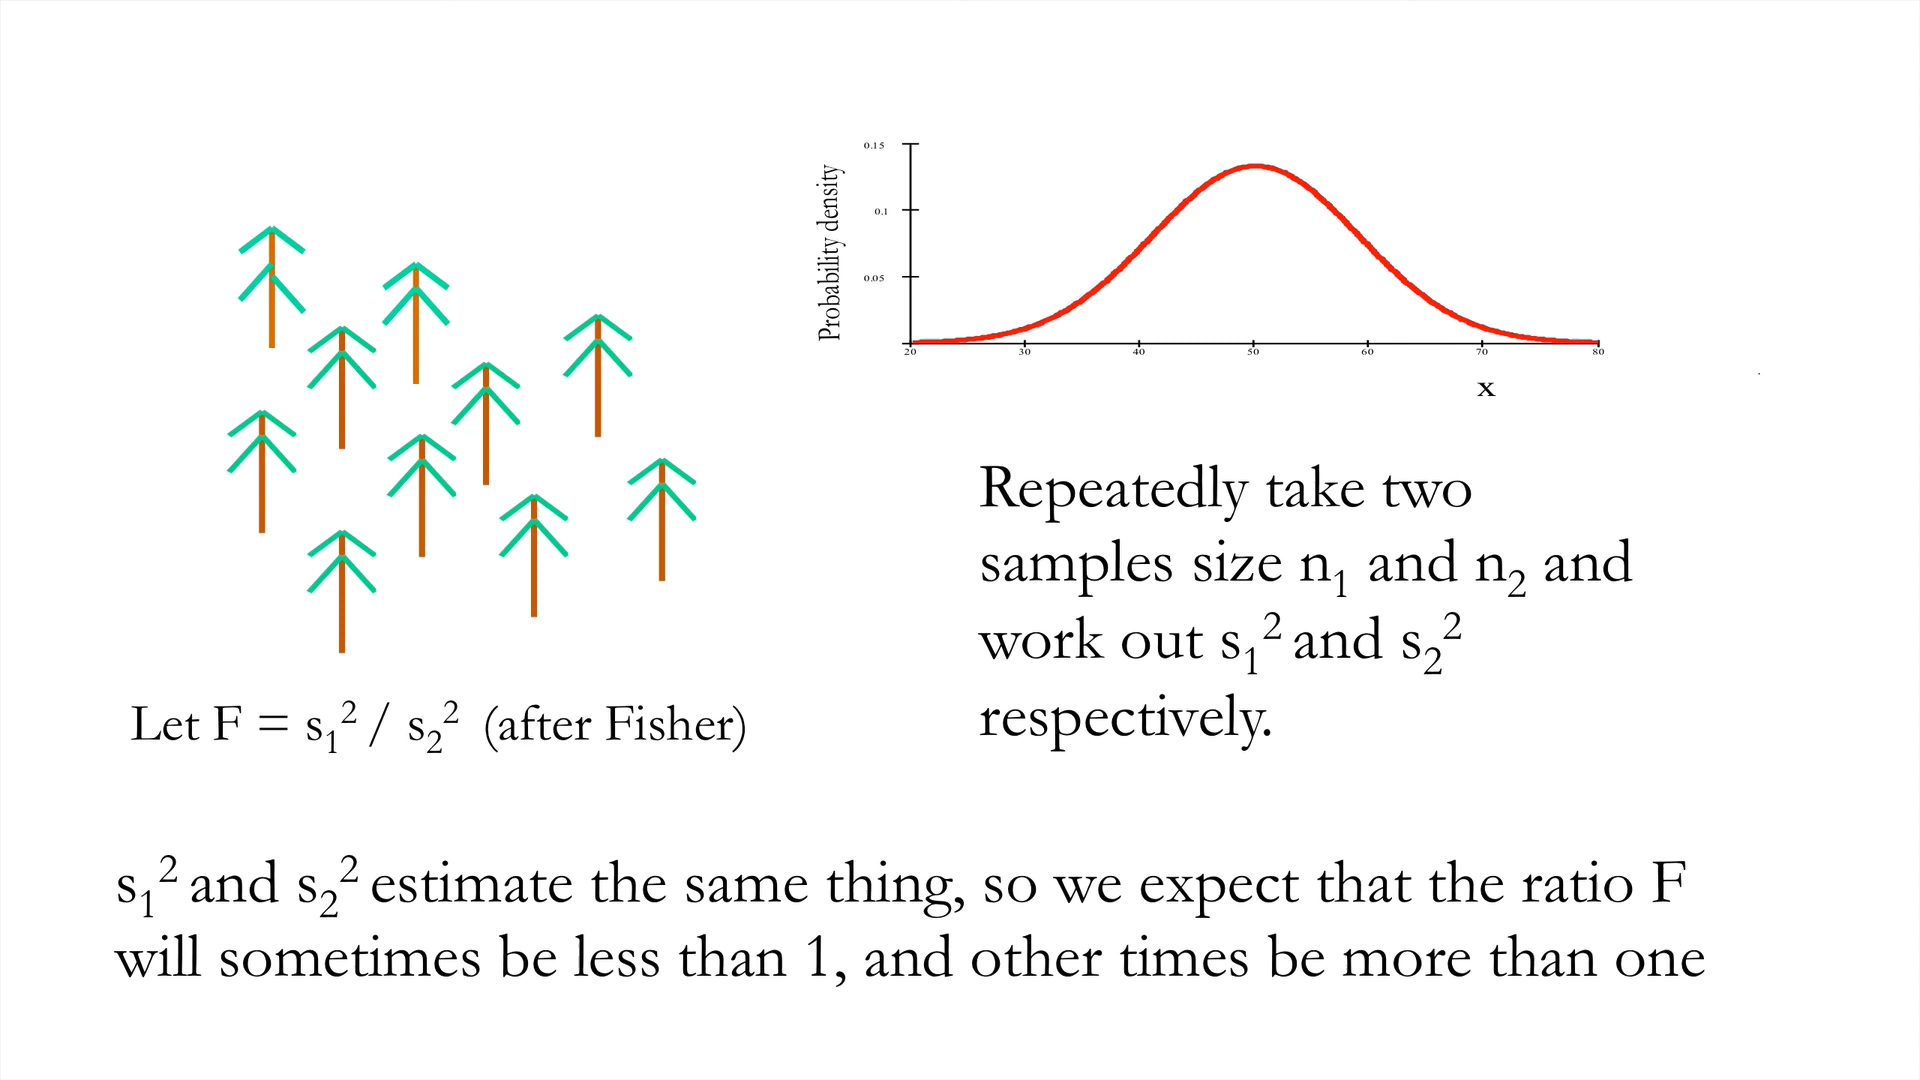 0.15
0.1
0.05
Probability density
20 30 40 50 60 70 80
x
Repeatedly take two
samples size n₁ and n₂ and
work out s₁² and s₂²
respectively.
Let F = s₁² / s₂² (after Fisher)
s₁² and s₂² estimate the same thing, so we expect that the ratio F
will sometimes be less than 1, and other times be more than one